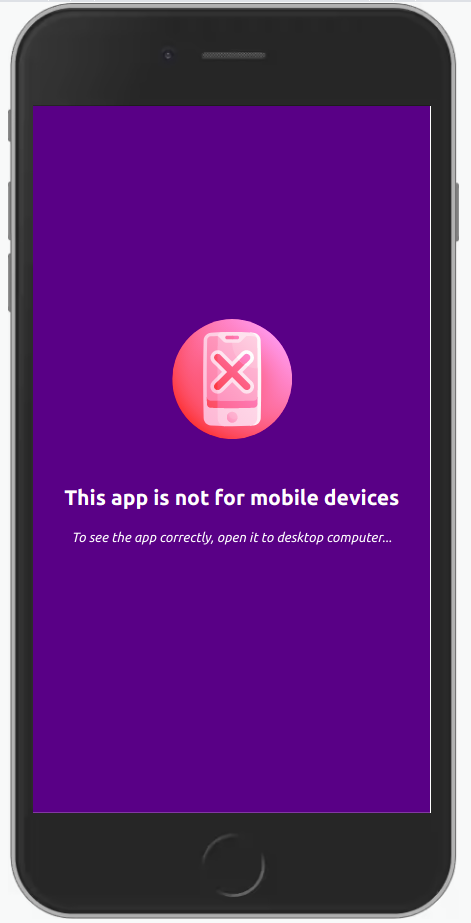 This app is not for mobile devices
To see the app correctly, open it to desktop computer...